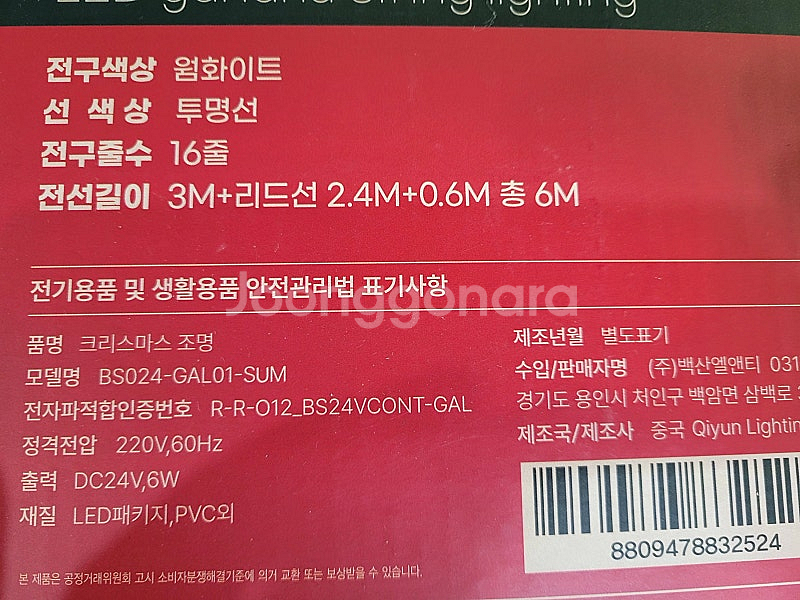 garland string lighting
전구색상 웜화이트
선 색상 투명선
전구줄수 16줄
전선길이 3M+리드선 2.4M+0.6M 총 6M
전기용품 및 생활용품 안전관리법 표기사항
Joonggonara
품명 크리스마스 조명
모델명 BS024-GAL01-SUM
전자파적합인증번호 R-R-O12_BS24VCONT-GAL
정격전압 220V,60Hz
출력 DC24V,6W
재질 LED패키지,PVC외
제조년월 별도표기
수입/판매자명 (주)백산엘앤티 031
경기도 용인시 처인구 백암면 삼백로
제조국/제조사 중국 Qiyun Lightin
8809478832524
본 제품은 공정거래위원회 고시 소비자분쟁해결기준에 의거 교환 또는 보상받을 수 있습니다.